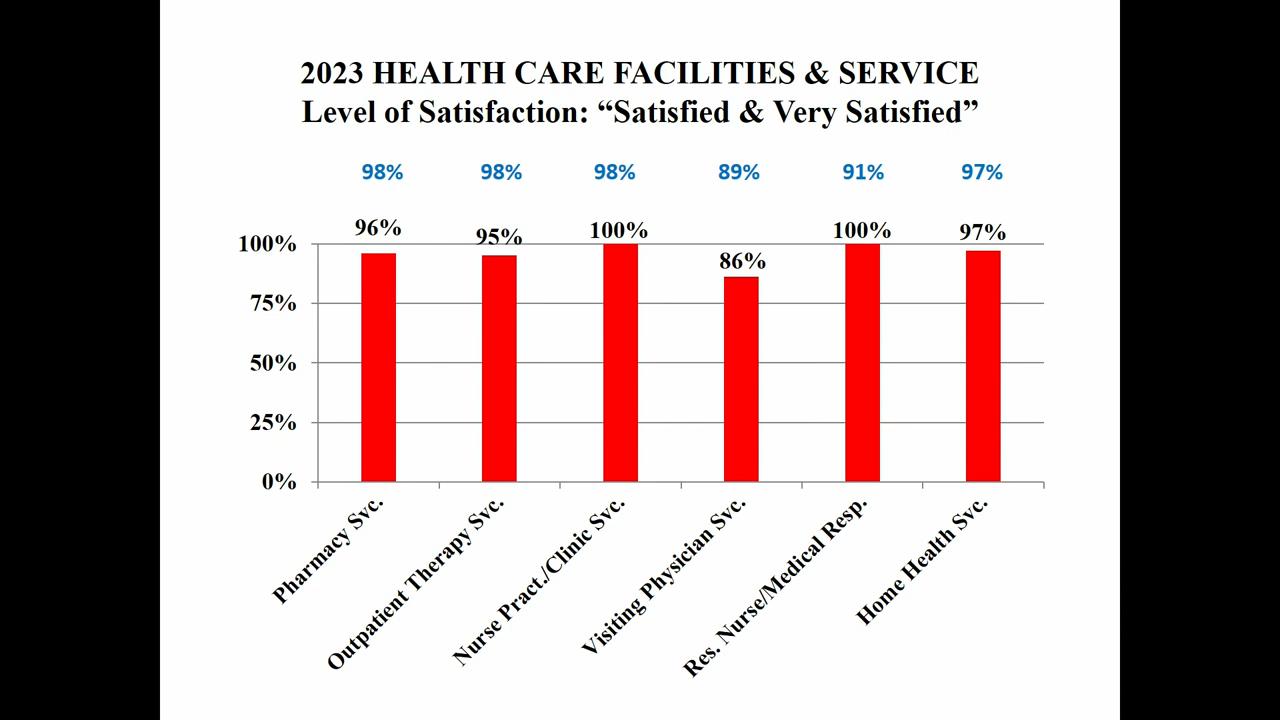 2023 HEALTH CARE FACILITIES & SERVICE
Level of Satisfaction: “Satisfied & Very Satisfied”
98% 98% 98% 89% 91% 97%
96% 95% 100% 86% 100% 97%
100%
75%
50%
25%
0%
Pharmacy Svc.
Outpatient Therapy Svc.
Nurse Pract./Clinic Svc.
Visiting Physician Svc.
Res. Nurse/Medical Resp.
Home Health Svc.